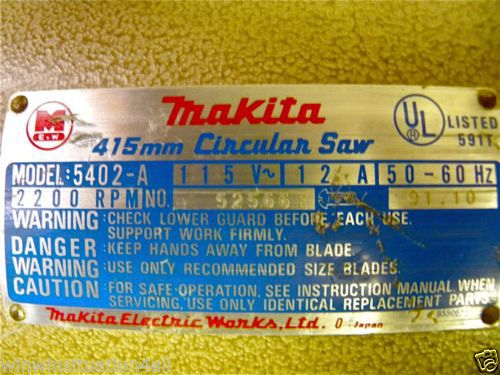 M
E&W
Makita
UL
®
LISTED
591T
415mm Circular Saw
MODEL: 5402-A 115V~ 12 A 50-60 Hz
2200 RPM NO. 91.10
WARNING: CHECK LOWER GUARD BEFORE EACH USE.
SUPPORT WORK FIRMLY.
DANGER: KEEP HANDS AWAY FROM BLADE.
WARNING: USE ONLY RECOMMENDED SIZE BLADES.
CAUTION: FOR SAFE OPERATION, SEE INSTRUCTION MANUAL. WHEN
SERVICING, USE ONLY IDENTICAL REPLACEMENT PARTS.
Makita Electric Works, Ltd. Japan